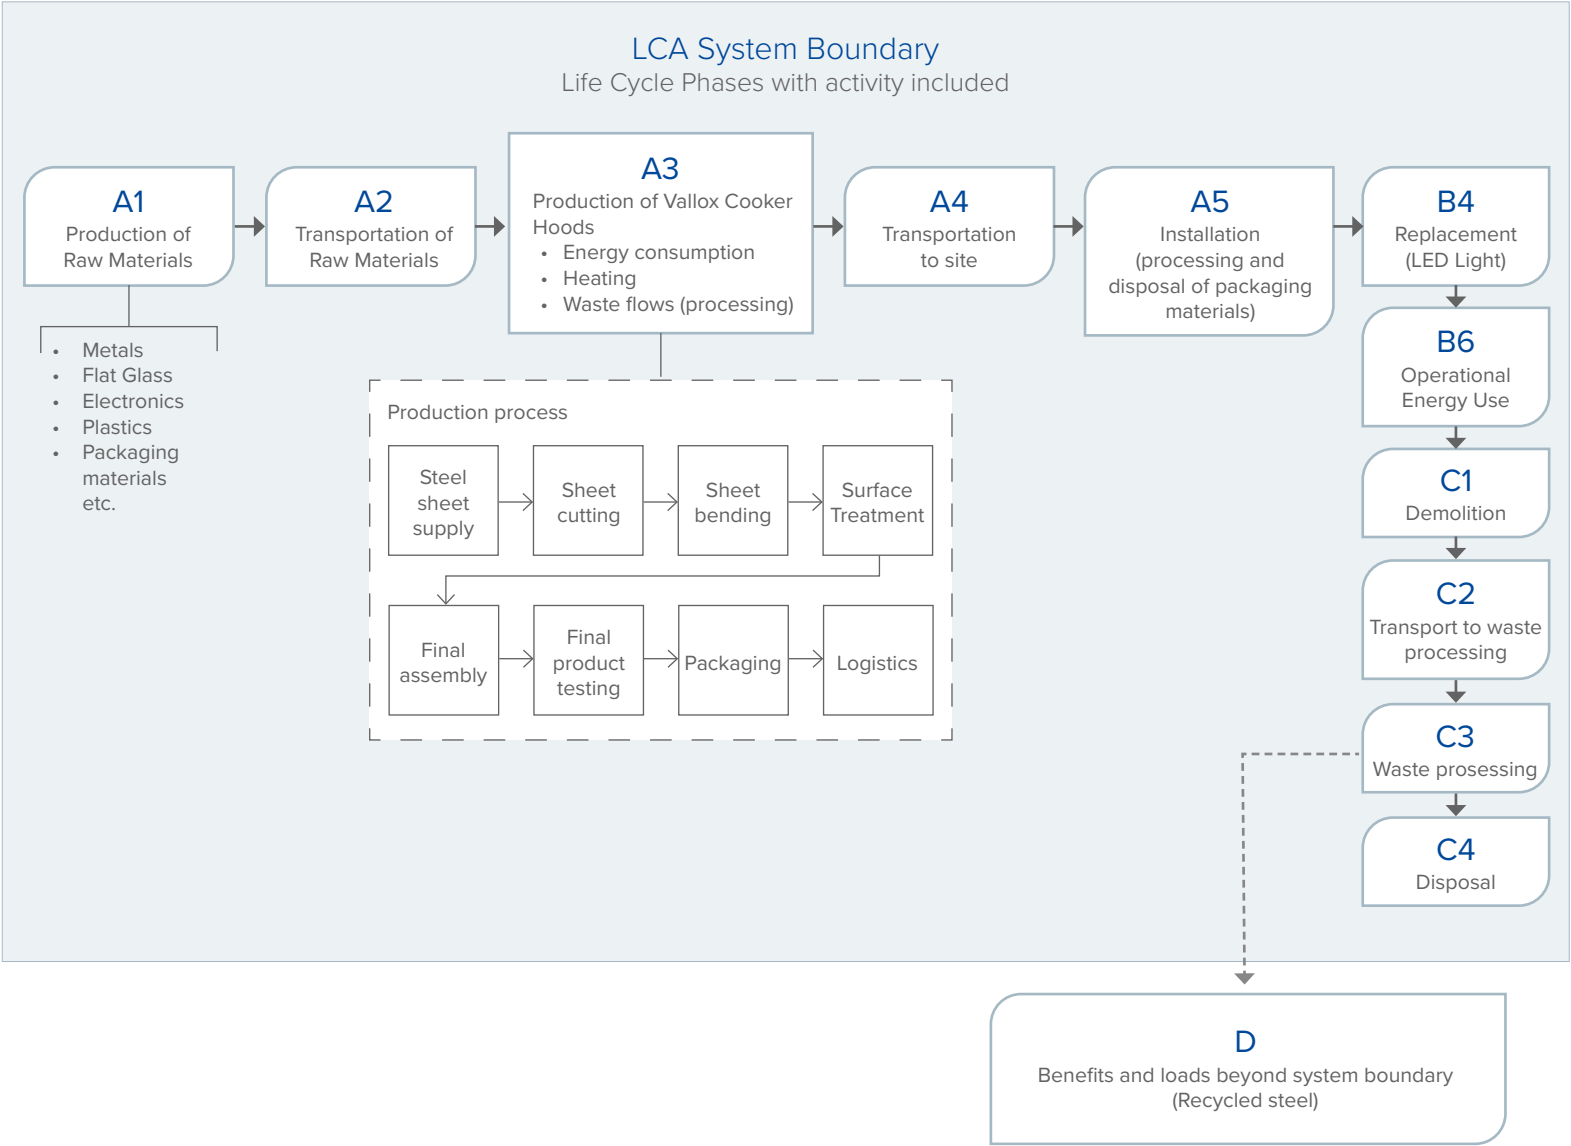 LCA System Boundary
Life Cycle Phases with activity included
A1
Production of
Raw Materials
• Metals
• Flat Glass
• Electronics
• Plastics
• Packaging
materials
etc.
A2
Transportation of
Raw Materials
A3
Production of Vallox Cooker
Hoods
• Energy consumption
• Heating
• Waste flows (processing)
Production process
Steel
sheet
supply
Sheet
cutting
Sheet
bending
Surface
Treatment
Final
assembly
Final
product
testing
Packaging
Logistics
A4
Transportation
to site
A5
Installation
(processing and
disposal of packaging
materials)
B4
Replacement
(LED Light)
B6
Operational
Energy Use
C1
Demolition
C2
Transport to waste
processing
C3
Waste prosessing
C4
Disposal
D
Benefits and loads beyond system boundary
(Recycled steel)